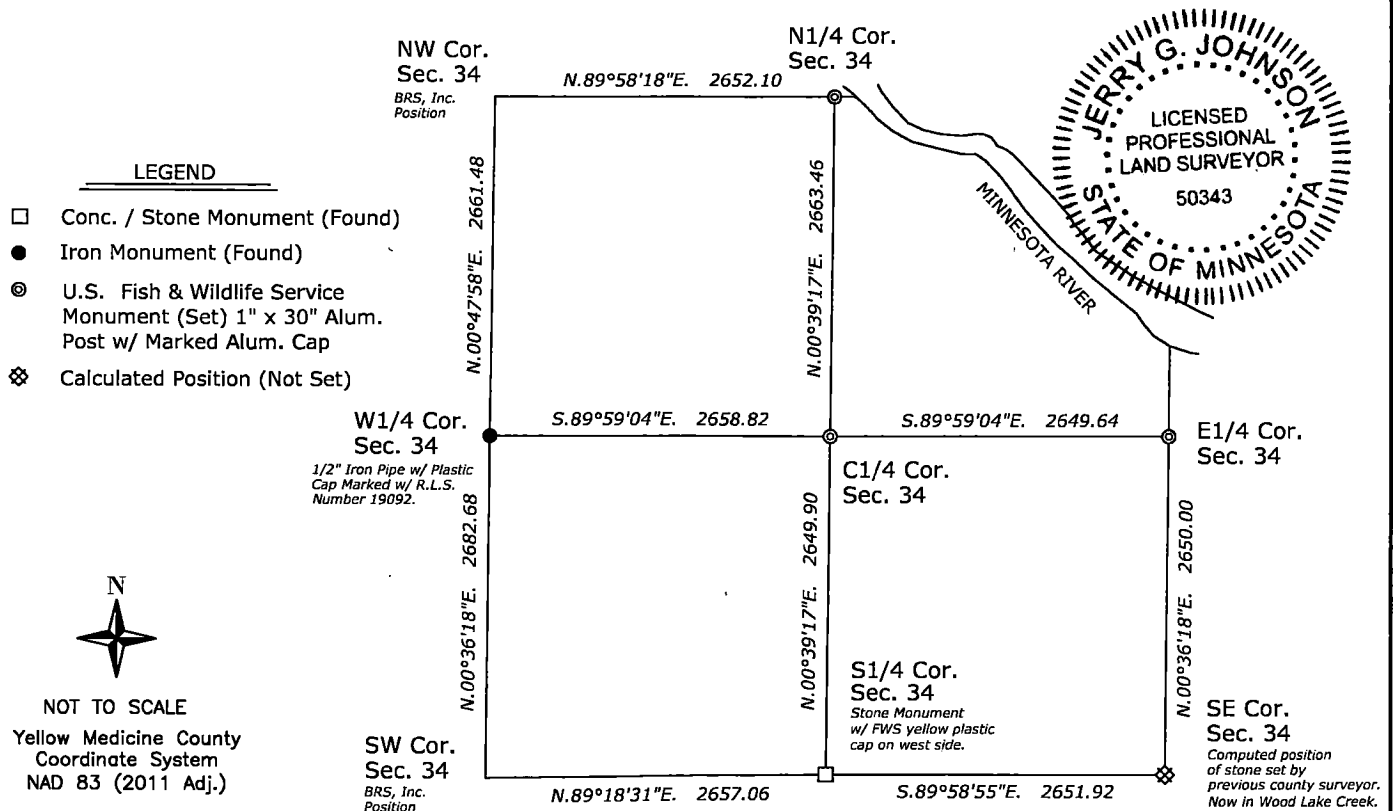 NW Cor.
Sec. 34
BRS, Inc.
Position
N.89°58'18"E. 2652.10
N1/4 Cor.
Sec. 34
JERRY G. JOHNSON
LICENSED
PROFESSIONAL
LAND SURVEYOR
50343
STATE OF MINNESOTA
LEGEND
Conc. / Stone Monument (Found)
Iron Monument (Found)
U.S. Fish & Wildlife Service
Monument (Set) 1" x 30" Alum.
Post w/ Marked Alum. Cap
Calculated Position (Not Set)
N.00°47'58"E. 2661.48
N.00°39'17"E. 2663.46
MINNESOTA RIVER
W1/4 Cor.
Sec. 34
1/2" Iron Pipe w/ Plastic
Cap Marked w/ R.L.S.
Number 19092.
S.89°59'04"E. 2658.82
S.89°59'04"E. 2649.64
E1/4 Cor.
Sec. 34
C1/4 Cor.
Sec. 34
N.00°36'18"E. 2682.68
N.00°39'17"E. 2649.90
N.00°36'18"E. 2650.00
N
NOT TO SCALE
Yellow Medicine County
Coordinate System
NAD 83 (2011 Adj.)
SW Cor.
Sec. 34
BRS, Inc.
Position
N.89°18'31"E. 2657.06
S1/4 Cor.
Sec. 34
Stone Monument
w/ FWS yellow plastic
cap on west side.
S.89°58'55"E. 2651.92
SE Cor.
Sec. 34
Computed position
of stone set by
previous county surveyor.
Now in Wood Lake Creek.